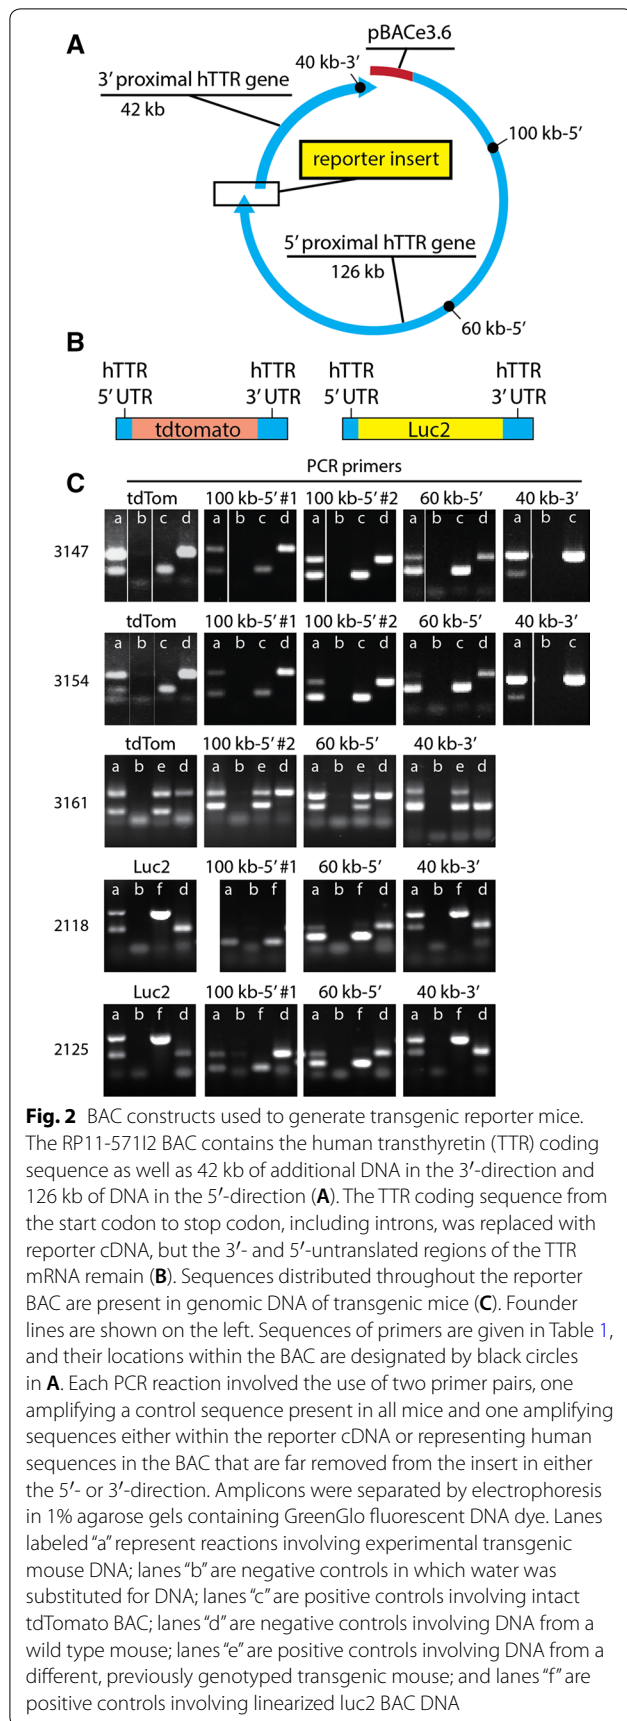 A
pBACe3.6
40 kb-3′
3′ proximal hTTR gene
42 kb
100 kb-5′
reporter insert
5′ proximal hTTR gene
126 kb
60 kb-5′
B
hTTR
5′ UTR
hTTR
3′ UTR
hTTR
5′ UTR
hTTR
3′ UTR
tdtomato
Luc2
C
PCR primers
tdTom 100 kb-5′ #1 100 kb-5′ #2 60 kb-5′ 40 kb-3′
a b c d a b c d a b c d a b c d a b c
3147
tdTom 100 kb-5′ #1 100 kb-5′ #2 60 kb-5′ 40 kb-3′
a b c d a b c d a b c d a b c d a b c
3154
tdTom 100 kb-5′ #2 60 kb-5′ 40 kb-3′
a b e d a b e d a b e d a b e d
3161
Luc2 100 kb-5′ #1 60 kb-5′ 40 kb-3′
a b f d a b f a b f d a b f d
2118
Luc2 100 kb-5′ #1 60 kb-5′ 40 kb-3′
a b f d a b f d a b f d a b f d
2125
Fig. 2 BAC constructs used to generate transgenic reporter mice.
The RP11-571I2 BAC contains the human transthyretin (TTR) coding
sequence as well as 42 kb of additional DNA in the 3′-direction and
126 kb of DNA in the 5′-direction (A). The TTR coding sequence from
the start codon to stop codon, including introns, was replaced with
reporter cDNA, but the 3′- and 5′-untranslated regions of the TTR
mRNA remain (B). Sequences distributed throughout the reporter
BAC are present in genomic DNA of transgenic mice (C). Founder
lines are shown on the left. Sequences of primers are given in Table 1,
and their locations within the BAC are designated by black circles
in A. Each PCR reaction involved the use of two primer pairs, one
amplifying a control sequence present in all mice and one amplifying
sequences either within the reporter cDNA or representing human
sequences in the BAC that are far removed from the insert in either
the 5′- or 3′-direction. Amplicons were separated by electrophoresis
in 1% agarose gels containing GreenGlo fluorescent DNA dye. Lanes
labeled “a” represent reactions involving experimental transgenic
mouse DNA; lanes “b” are negative controls in which water was
substituted for DNA; lanes “c” are positive controls involving intact
tdTomato BAC; lanes “d” are negative controls involving DNA from a
wild type mouse; lanes “e” are positive controls involving DNA from a
different, previously genotyped transgenic mouse; and lanes “f” are
positive controls involving linearized luc2 BAC DNA